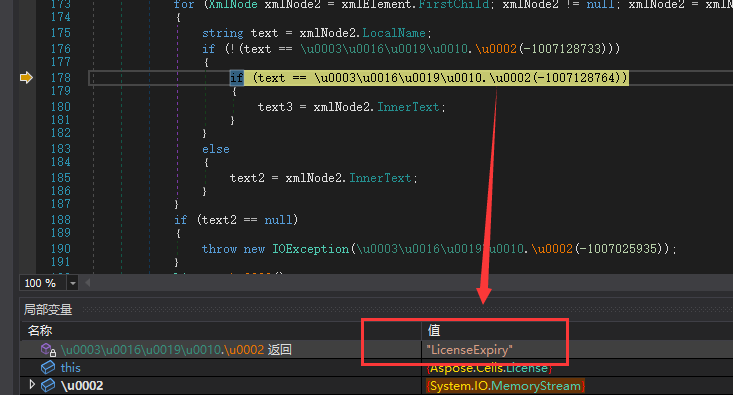 173 for (XmlNode xmlNode2 = xmlElement.FirstChild; xmlNode2 != null; xmlNode2 = xmlN
174 {
175 string text = xmlNode2.LocalName;
176 if (!(text == \u0003\u0016\u0019\u0010.\u0002(-1007128733)))
177 {
178 if (text == \u0003\u0016\u0019\u0010.\u0002(-1007128764))
179 {
180 text3 = xmlNode2.InnerText;
181 }
182 }
183 else
184 {
185 text2 = xmlNode2.InnerText;
186 }
187 }
188 if (text2 == null)
189 {
190 throw new IOException(\u0003\u0016\u0019\u0010.\u0002(-1007025935));
191 }
100 %
局部变量
名称 值
\u0003\u0016\u0019\u0010.\u0002 返回 "LicenseExpiry"
this {Aspose.Cells.License}
\u0002 {System.IO.MemoryStream}